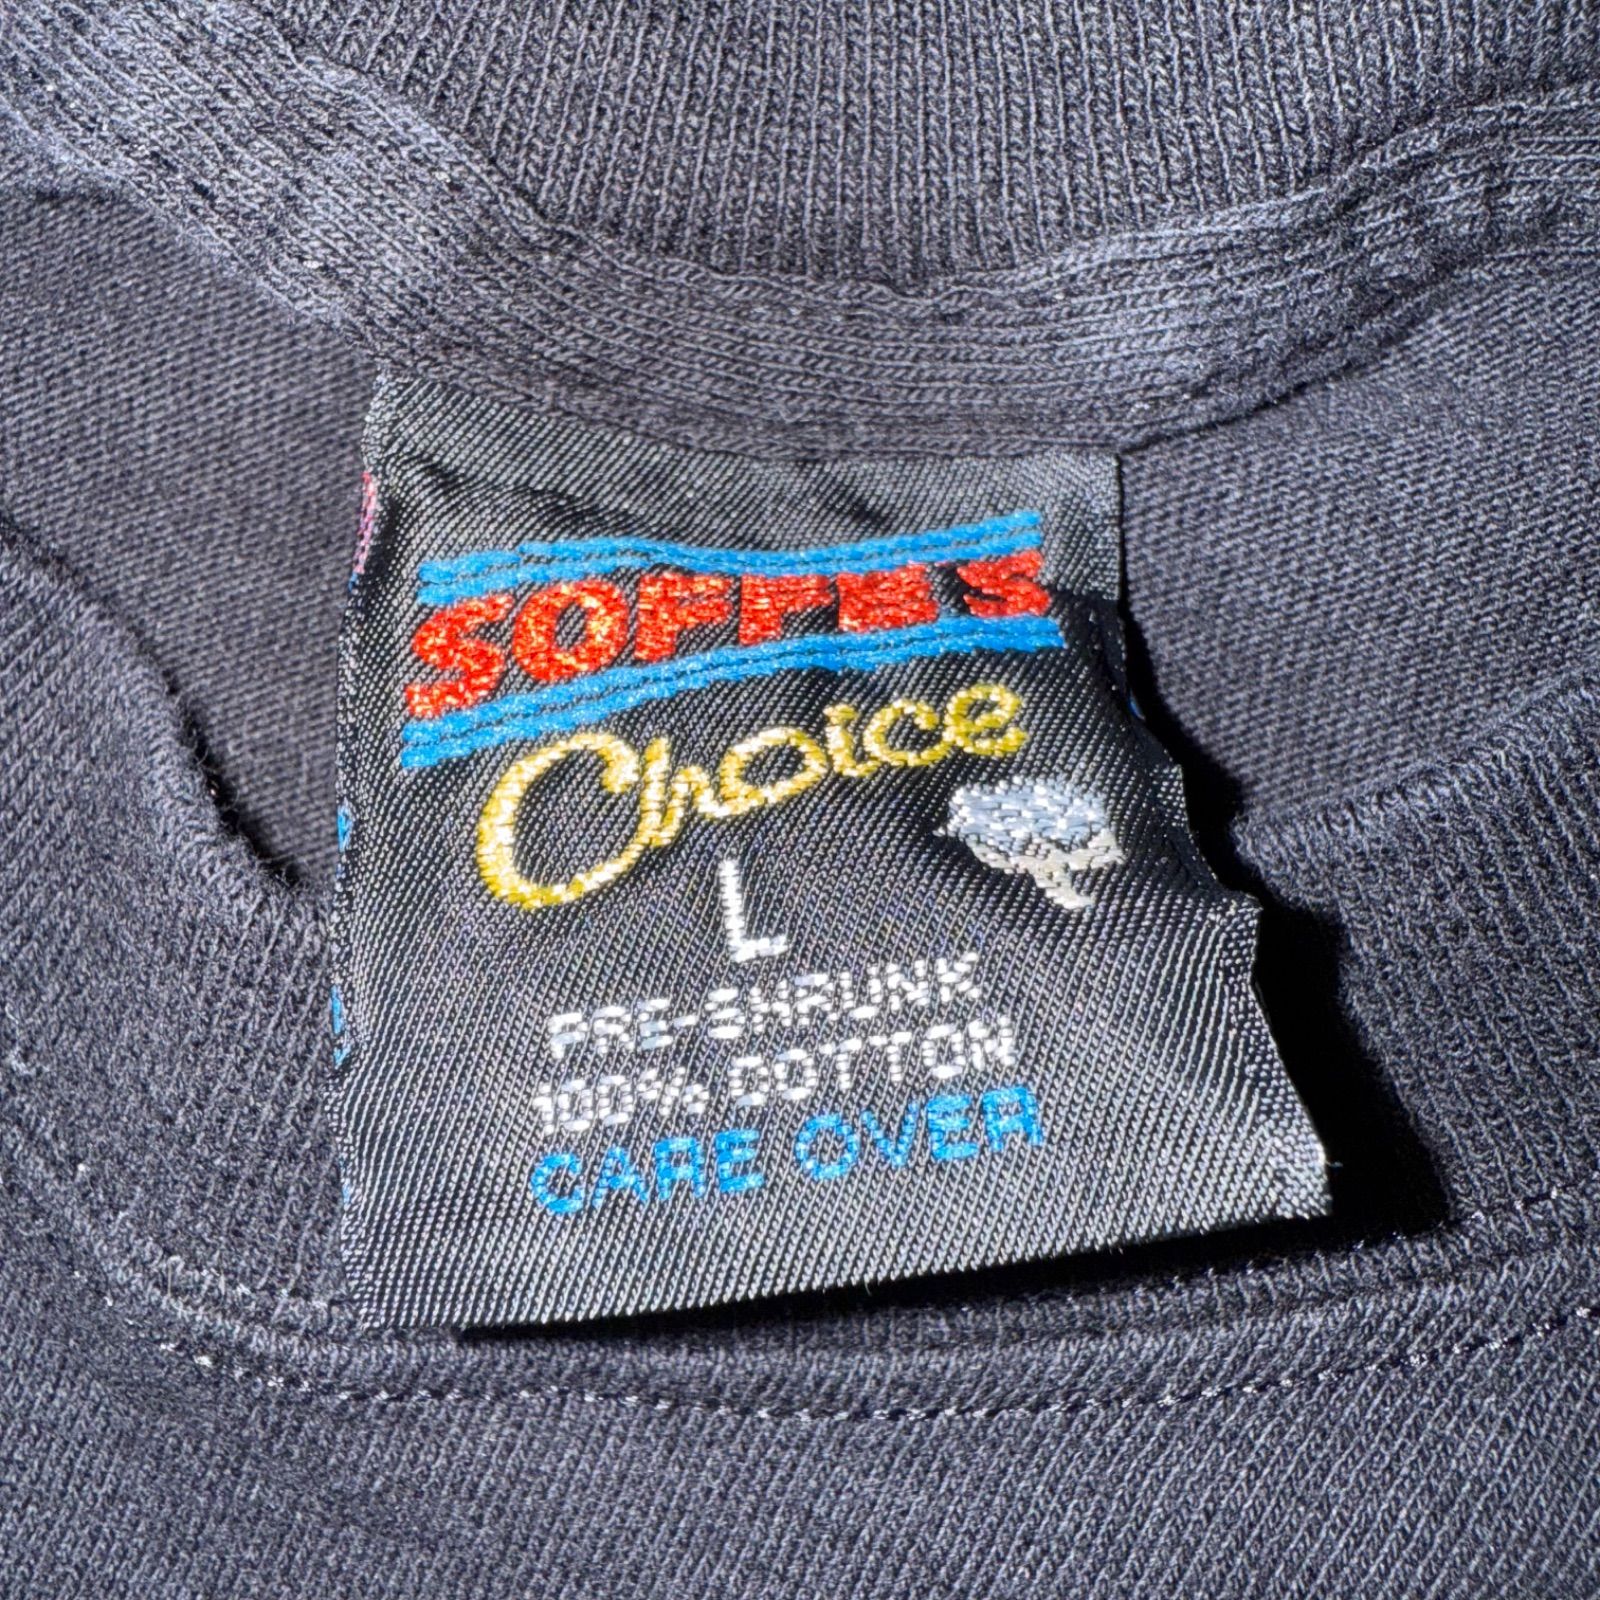 SOFFE'S
Choice
L
PRE-SHRUNK
100% COTTON
CARE OVER